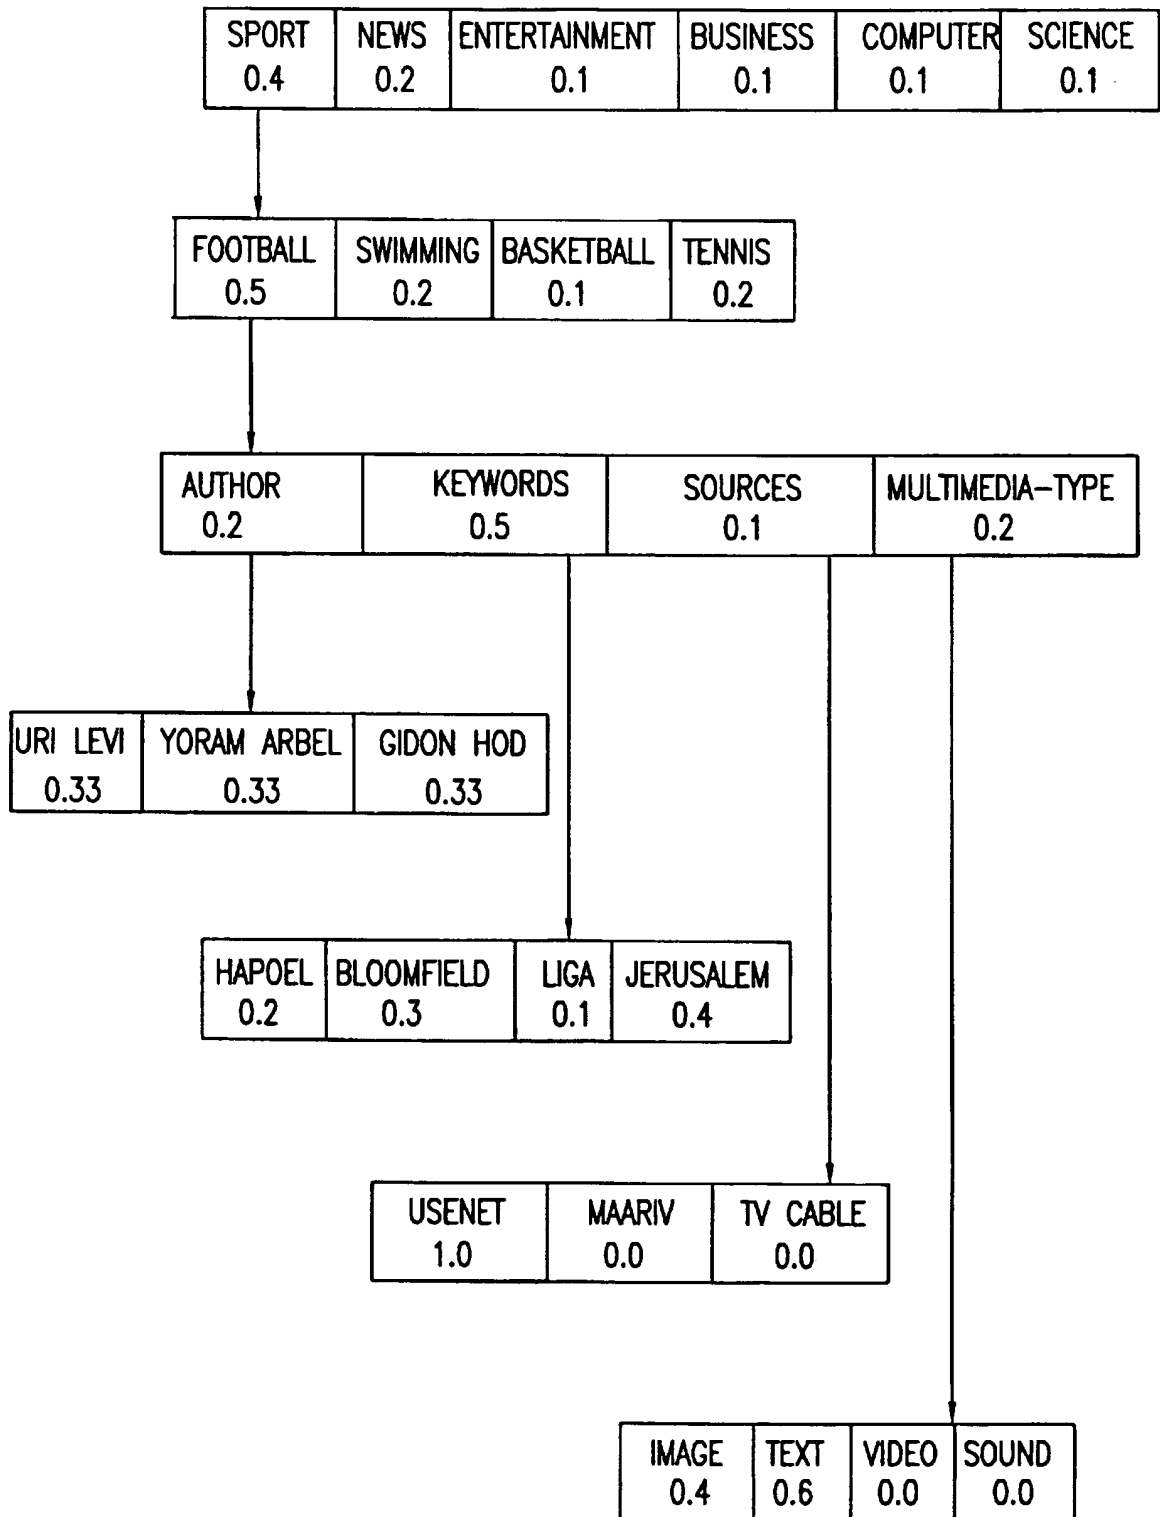 SPORT NEWS ENTERTAINMENT BUSINESS COMPUTER SCIENCE
0.4 0.2 0.1 0.1 0.1 0.1
FOOTBALL SWIMMING BASKETBALL TENNIS
0.5 0.2 0.1 0.2
AUTHOR KEYWORDS SOURCES MULTIMEDIA-TYPE
0.2 0.5 0.1 0.2
URI LEVI YORAM ARBEL GIDON HOD
0.33 0.33 0.33
HAPOEL BLOOMFIELD LIGA JERUSALEM
0.2 0.3 0.1 0.4
USENET MAARIV TV CABLE
1.0 0.0 0.0
IMAGE TEXT VIDEO SOUND
0.4 0.6 0.0 0.0